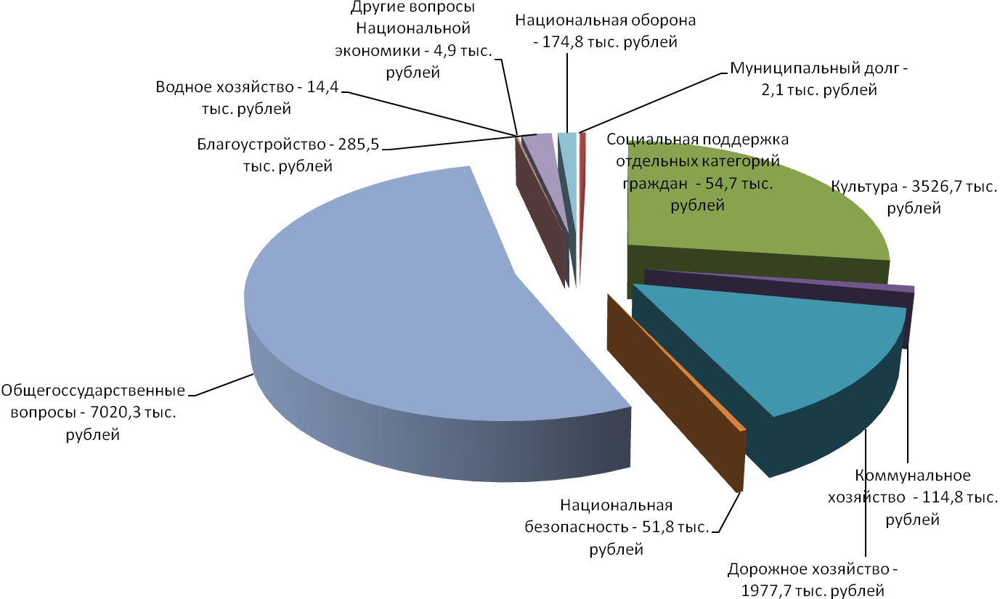 Другие вопросы
Национальной
экономики - 4,9 тыс.
рублей
Национальная оборона
- 174,8 тыс. рублей
Муниципальный долг -
2,1 тыс. рублей
Водное хозяйство - 14,4
тыс. рублей
Благоустройство - 285,5
тыс. рублей
Социальная поддержка
отдельных категорий
граждан - 54,7 тыс.
рублей
Культура - 3526,7 тыс.
рублей
Общегоссударственные
вопросы - 7020,3 тыс.
рублей
Национальная
безопасность - 51,8 тыс.
рублей
Коммунальное
хозяйство - 114,8 тыс.
рублей
Дорожное хозяйство -
1977,7 тыс. рублей